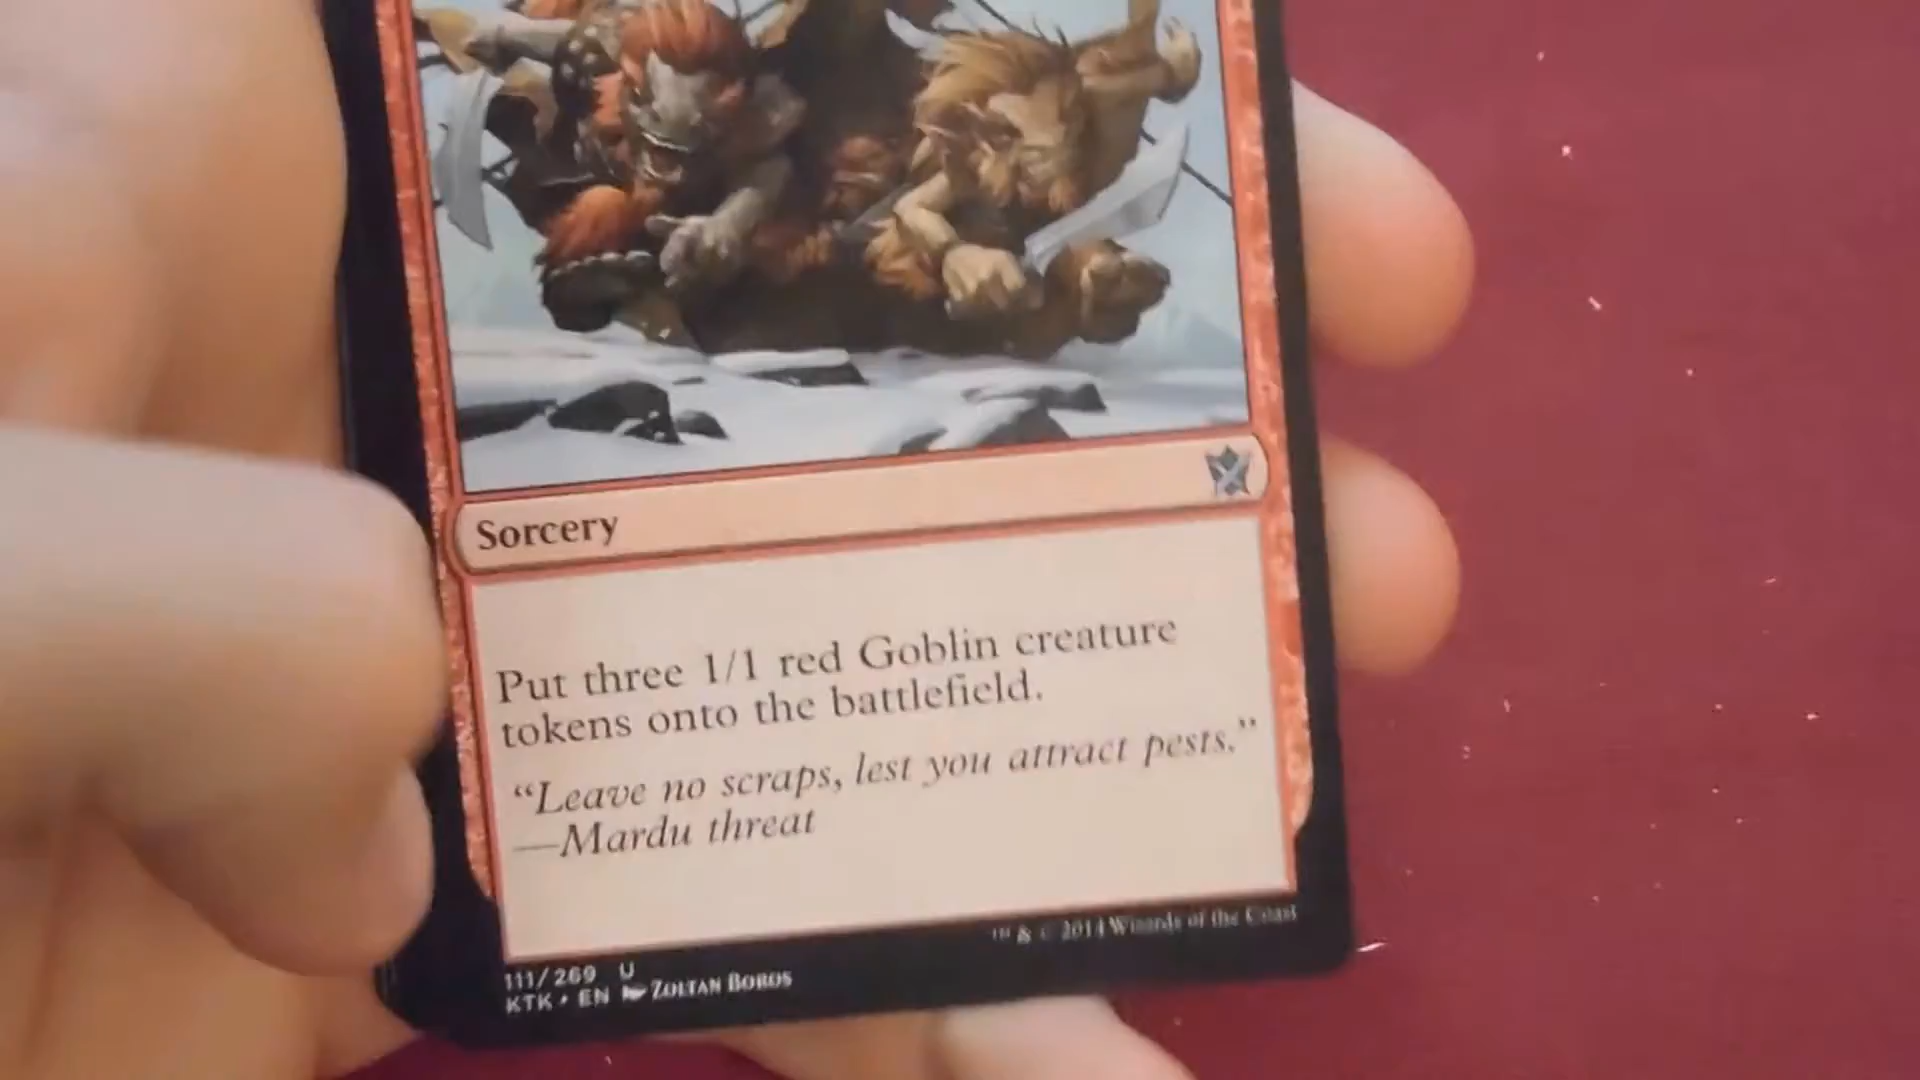 Sorcery
Put three 1/1 red Goblin creature
tokens onto the battlefield.
“Leave no scraps, lest you attract pests.”
—Mardu threat
™ & © 2014 Wizards of the Coast
111/269 U
KTK • EN Zoltan Boros